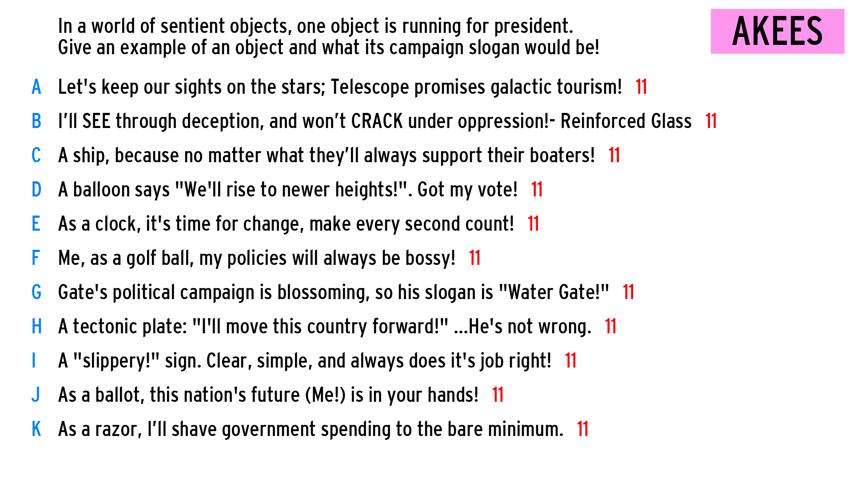 In a world of sentient objects, one object is running for president.
Give an example of an object and what its campaign slogan would be!
AKEES
A Let's keep our sights on the stars; Telescope promises galactic tourism! 11
B I’ll SEE through deception, and won’t CRACK under oppression!- Reinforced Glass 11
C A ship, because no matter what they’ll always support their boaters! 11
D A balloon says "We'll rise to newer heights!". Got my vote! 11
E As a clock, it's time for change, make every second count! 11
F Me, as a golf ball, my policies will always be bossy! 11
G Gate's political campaign is blossoming, so his slogan is "Water Gate!" 11
H A tectonic plate: "I'll move this country forward!" ...He's not wrong. 11
I A "slippery!" sign. Clear, simple, and always does it's job right! 11
J As a ballot, this nation's future (Me!) is in your hands! 11
K As a razor, I’ll shave government spending to the bare minimum. 11